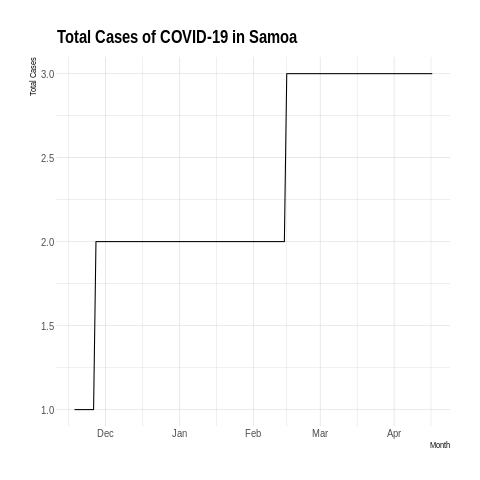 Total Cases of COVID-19 in Samoa
Total Cases
3.0
2.5
2.0
1.5
1.0
Dec Jan Feb Mar Apr
Month